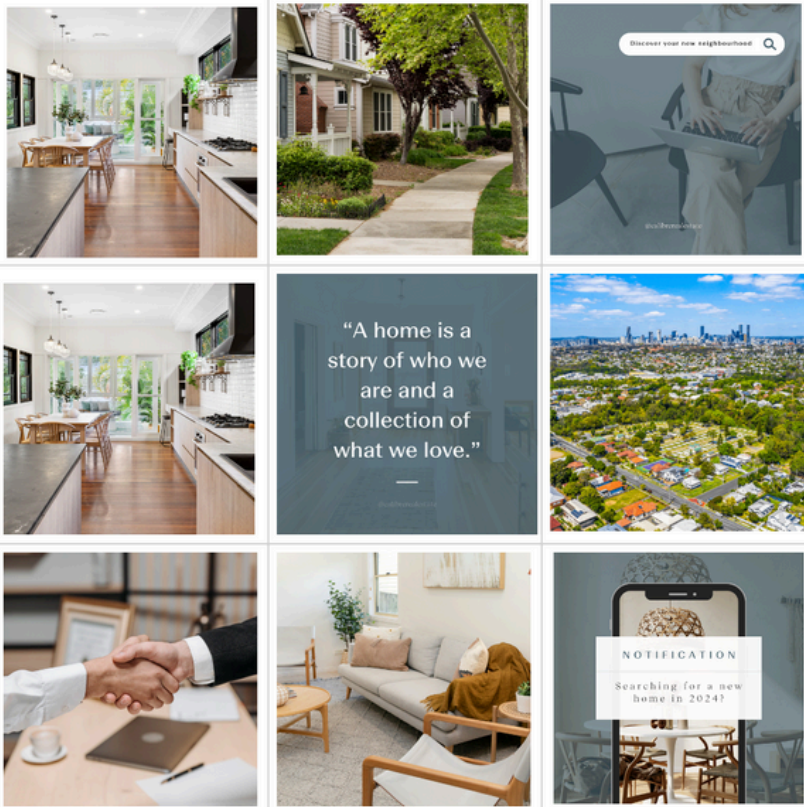 Discover your new neighbourhood
“A home is a
story of who we
are and a
collection of
what we love.”
NOTIFICATION
Searching for a new
home in 2024?